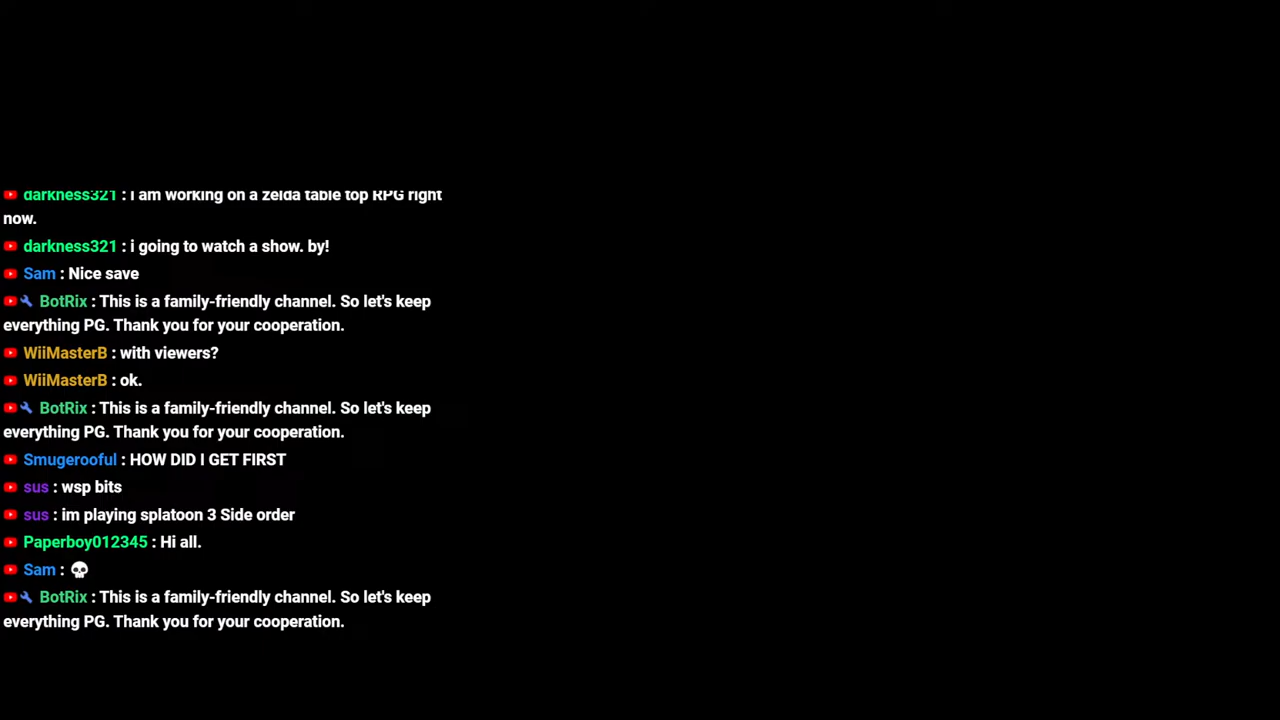 darkness321 : i am working on a zelda table top RPG right
now.
darkness321 : i going to watch a show. by!
Sam : Nice save
BotRix : This is a family-friendly channel. So let's keep
everything PG. Thank you for your cooperation.
WiiMasterB : with viewers?
WiiMasterB : ok.
BotRix : This is a family-friendly channel. So let's keep
everything PG. Thank you for your cooperation.
Smugerooful : HOW DID I GET FIRST
sus : wsp bits
sus : im playing splatoon 3 Side order
Paperboy012345 : Hi all.
Sam : 💀
BotRix : This is a family-friendly channel. So let's keep
everything PG. Thank you for your cooperation.